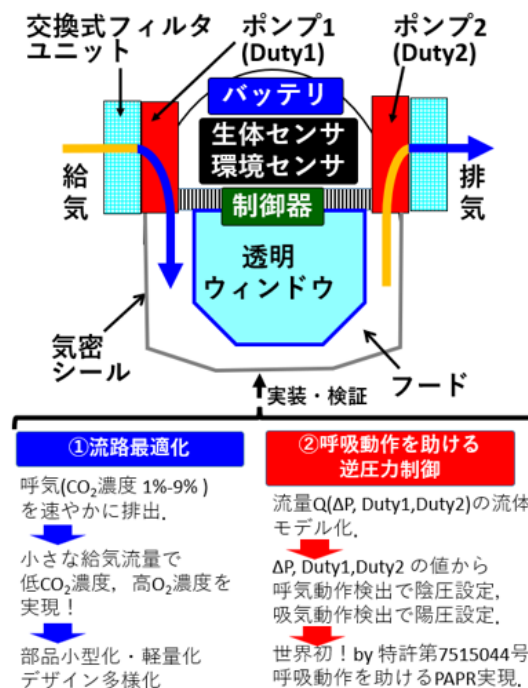 交換式フィルタ
ユニット
ポンプ1
(Duty1)
ポンプ2
(Duty2)
バッテリ
生体センサ
環境センサ
給
気
排
気
制御器
透明
ウィンドウ
気密
シール
フード
実装・検証
①流路最適化
呼気(CO₂濃度 1%-9% )
を速やかに排出．
小さな給気流量で
低CO₂濃度，高O₂濃度を
実現！
部品小型化・軽量化
デザイン多様化
②呼吸動作を助ける
逆圧力制御
流量Q(ΔP, Duty1,Duty2)の流体
モデル化．
ΔP, Duty1,Duty2 の値から
呼気動作検出で陰圧設定，
吸気動作検出で陽圧設定．
世界初！by 特許第7515044号
呼吸動作を助けるPAPR実現．